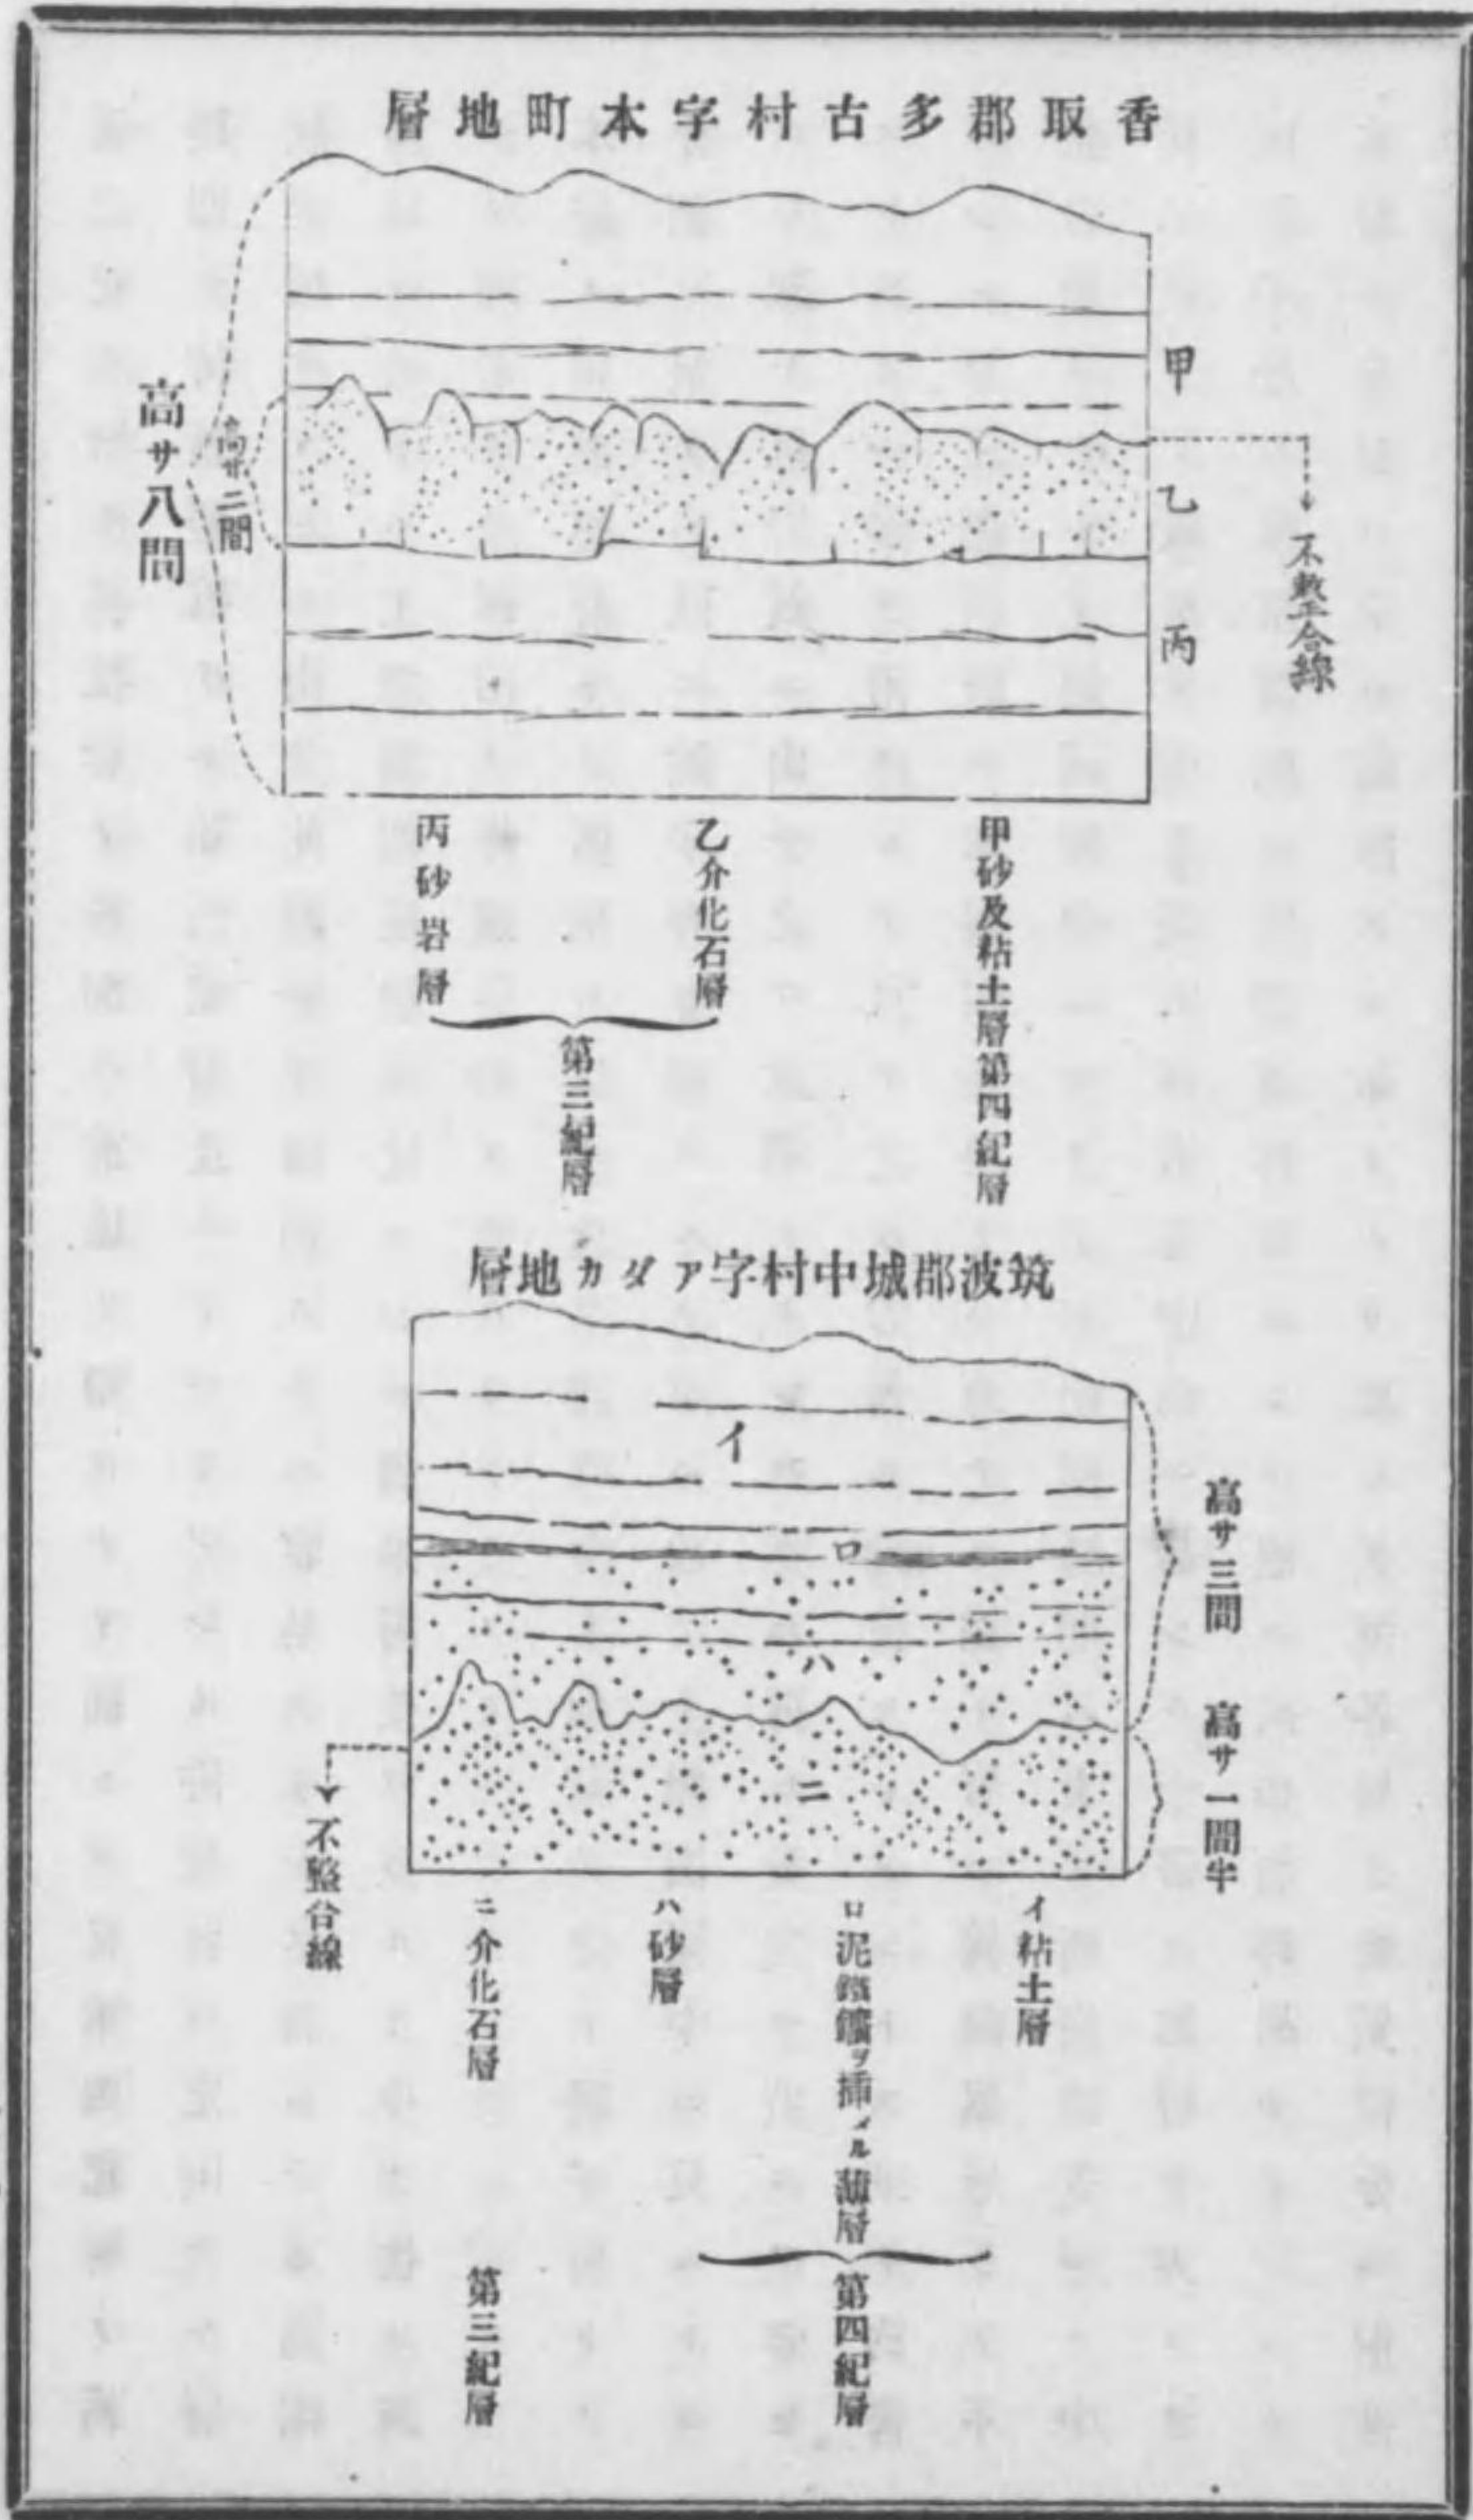 香取郡多古村字本町地層
甲
乙
丙
不整合線
高サ二間
高サ八間
甲砂及粘土層第四紀層
乙介化石層
丙砂岩層
第三紀層
筑波郡城中村字アダカ地層
イ
ロ
ハ
ニ
高サ三間
高サ一間半
不整合線
イ粘土層
ロ泥鐵鑛ヲ挿メル薄層
ハ砂層
第四紀層
ニ介化石層
第三紀層